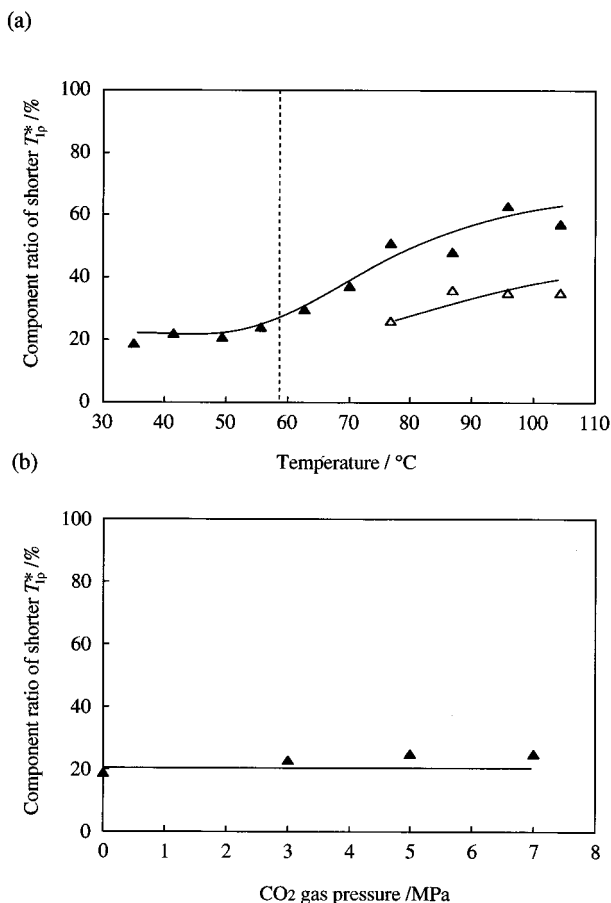 (a)
Component ratio of shorter T*1ρ /%
100
80
60
40
20
0
30 40 50 60 70 80 90 100 110
Temperature / °C
(b)
Component ratio of shorter T*1ρ /%
100
80
60
40
20
0
0 1 2 3 4 5 6 7 8
CO2 gas pressure /MPa